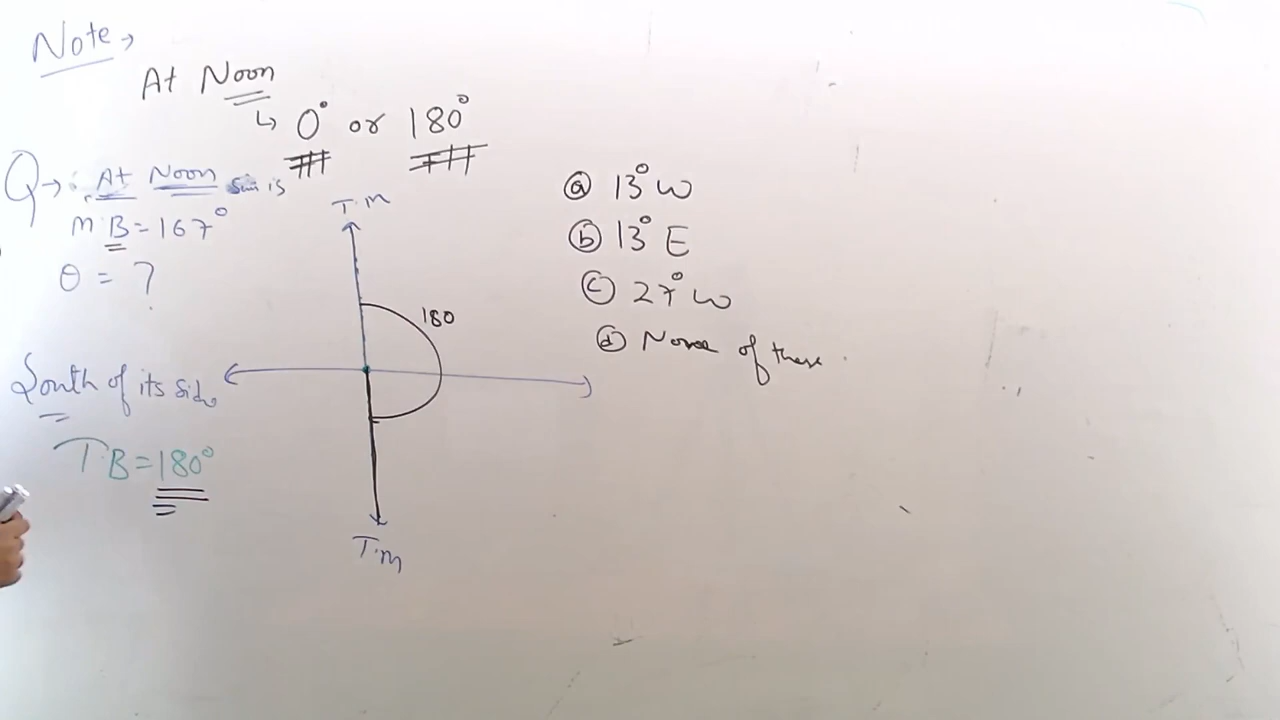 Note →
At Noon
↳ 0° or 180°
Q → : At Noon Sun is
M.B = 167°
θ = ?
South of its side
T.B = 180°
T.M
180
T.M
ⓐ 13° W
ⓑ 13° E
ⓒ 27° W
ⓓ None of these.